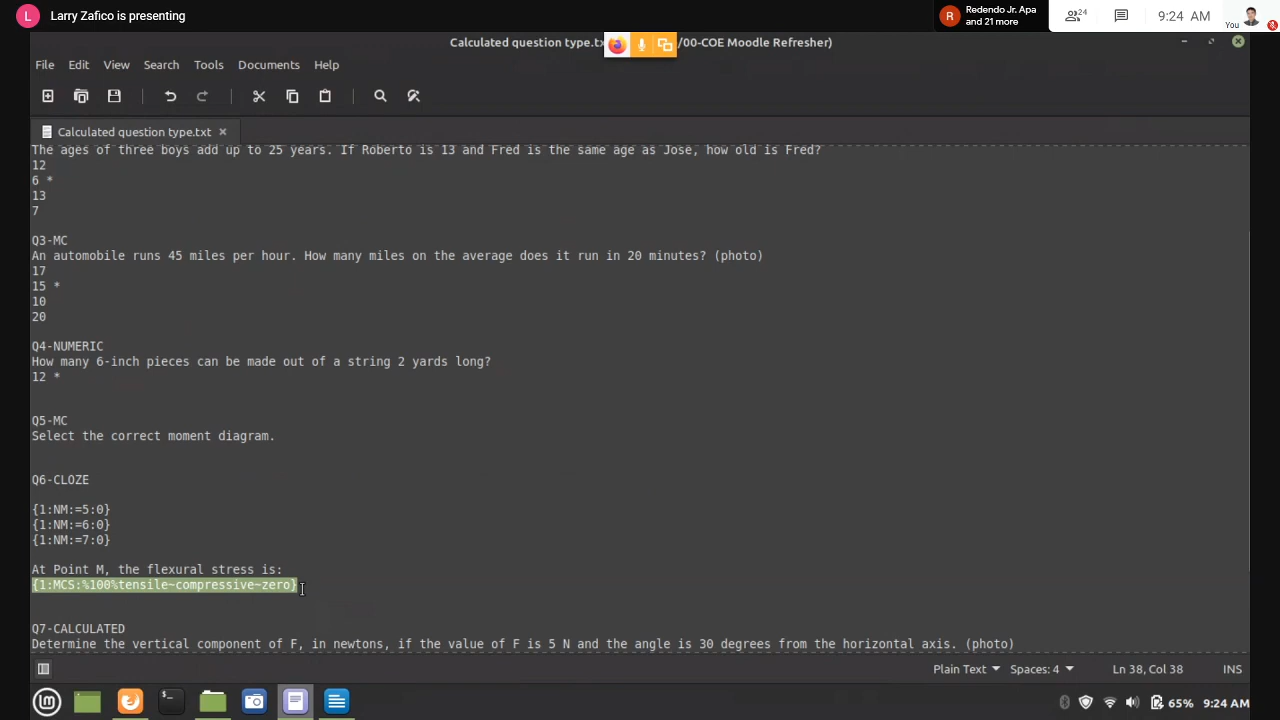 L Larry Zafico is presenting
R Redendo Jr. Apa
and 21 more
24
9:24 AM
You
Calculated question type.tx
/00-COE Moodle Refresher)
File Edit View Search Tools Documents Help
Calculated question type.txt ×
The ages of three boys add up to 25 years. If Roberto is 13 and Fred is the same age as Jose, how old is Fred?
12
6 *
13
7
Q3-MC
An automobile runs 45 miles per hour. How many miles on the average does it run in 20 minutes? (photo)
17
15 *
10
20
Q4-NUMERIC
How many 6-inch pieces can be made out of a string 2 yards long?
12 *
Q5-MC
Select the correct moment diagram.
Q6-CLOZE
{1:NM:=5:0}
{1:NM:=6:0}
{1:NM:=7:0}
At Point M, the flexural stress is:
{1:MCS:%100%tensile~compressive~zero}
Q7-CALCULATED
Determine the vertical component of F, in newtons, if the value of F is 5 N and the angle is 30 degrees from the horizontal axis. (photo)
Plain Text Spaces: 4 Ln 38, Col 38 INS
65% 9:24 AM